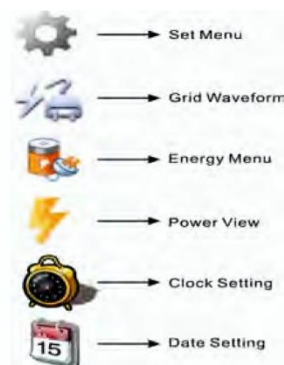 Set Menu
Grid Waveform
Energy Menu
Power View
Clock Setting
15
Date Setting